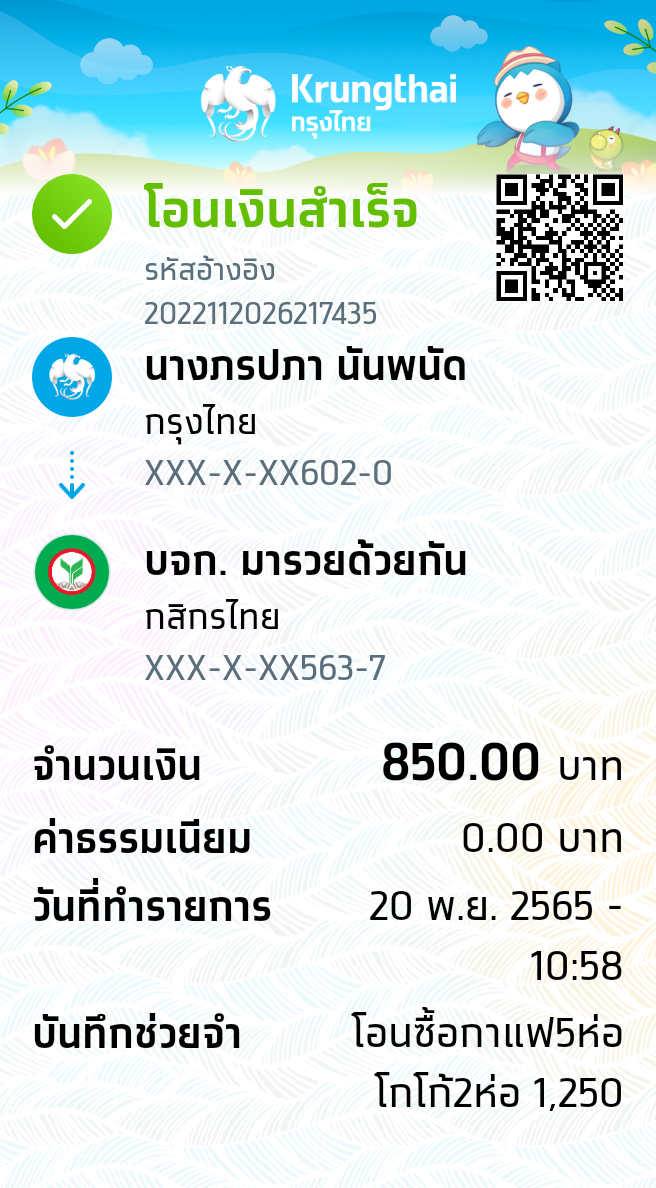 Krungthai
กรุงไทย
โอนเงินสำเร็จ
รหัสอ้างอิง
2022112026217435
นางภรปภา นันพนัด
กรุงไทย
XXX-X-XX602-0
บจก. มารวยด้วยกัน
กสิกรไทย
XXX-X-XX563-7
จำนวนเงิน 850.00 บาท
ค่าธรรมเนียม 0.00 บาท
วันที่ทำรายการ 20 พ.ย. 2565 -
10:58
บันทึกช่วยจำ โอนซื้อกาแฟ5ห่อ
โกโก้2ห่อ 1,250